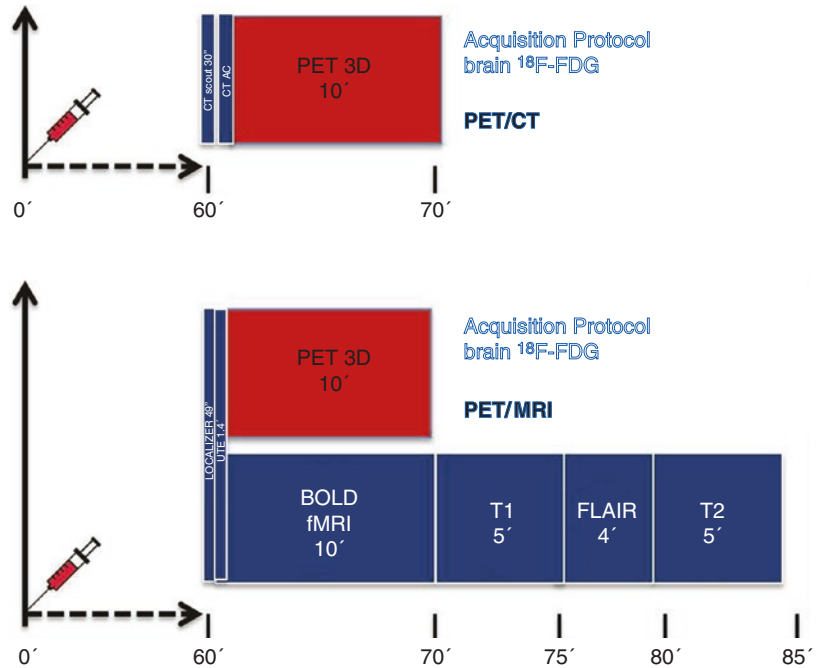 CT scout 30”
CT AC
PET 3D
10´
Acquisition Protocol
brain ¹⁸F-FDG
PET/CT
0´
60´
70´
LOCALIZER 49”
UTE 1.4´
PET 3D
10´
Acquisition Protocol
brain ¹⁸F-FDG
PET/MRI
BOLD
fMRI
10´
T1
5´
FLAIR
4´
T2
5´
0´
60´
70´
75´
80´
85´